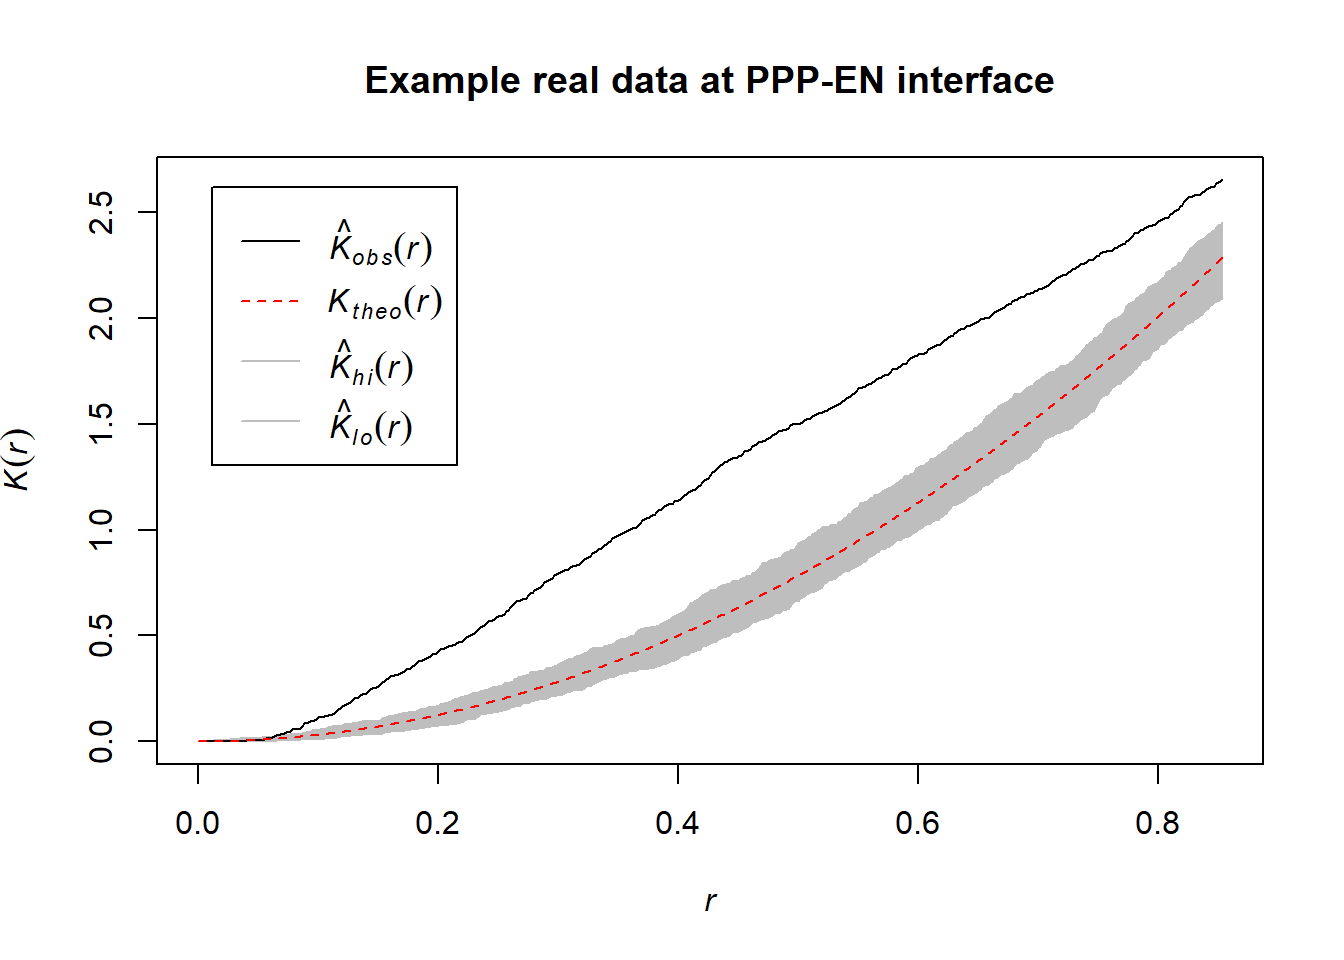 Example real data at PPP-EN interface
K̂obs(r)
Ktheo(r)
K̂hi(r)
K̂lo(r)
K(r)
2.5
2.0
1.5
1.0
0.5
0.0
0.0 0.2 0.4 0.6 0.8
r